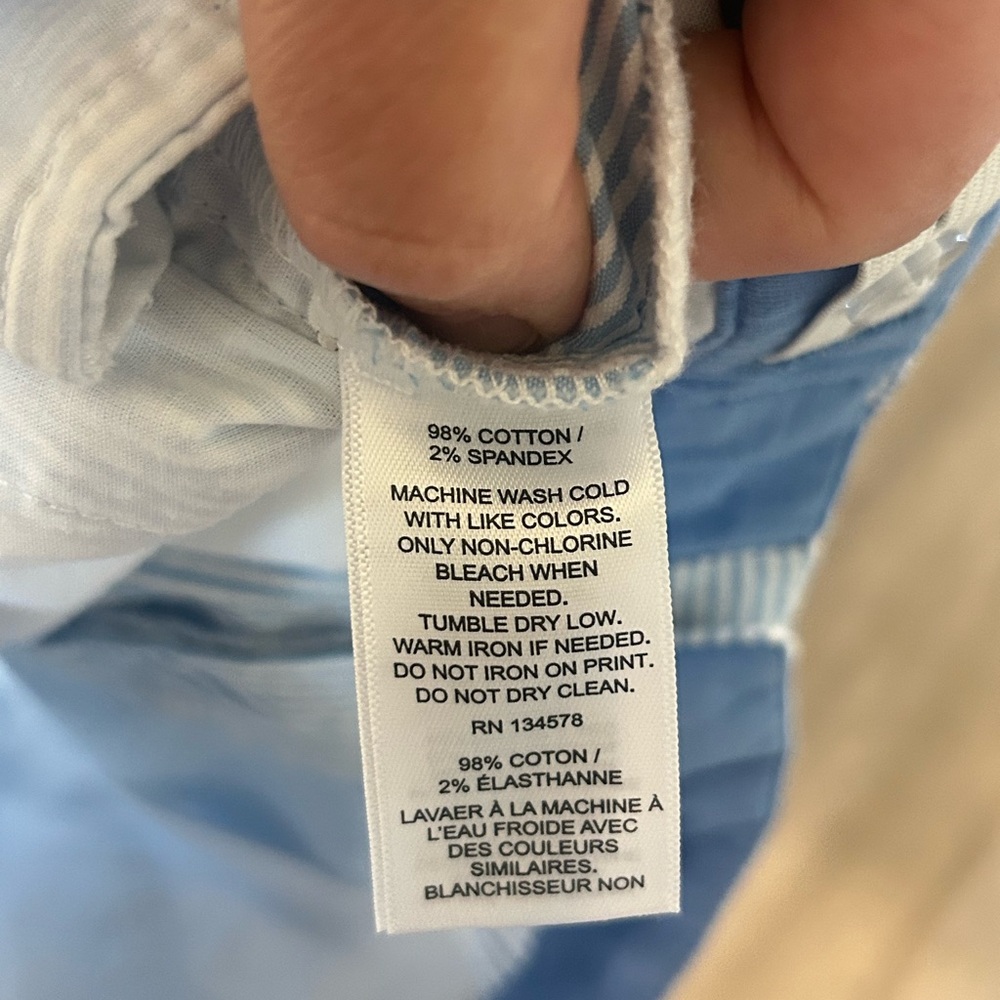 98% COTTON /
2% SPANDEX
MACHINE WASH COLD
WITH LIKE COLORS.
ONLY NON-CHLORINE
BLEACH WHEN
NEEDED.
TUMBLE DRY LOW.
WARM IRON IF NEEDED.
DO NOT IRON ON PRINT.
DO NOT DRY CLEAN.
RN 134578
98% COTON /
2% ÉLASTHANNE
LAVAER À LA MACHINE À
L'EAU FROIDE AVEC
DES COULEURS
SIMILAIRES.
BLANCHISSEUR NON